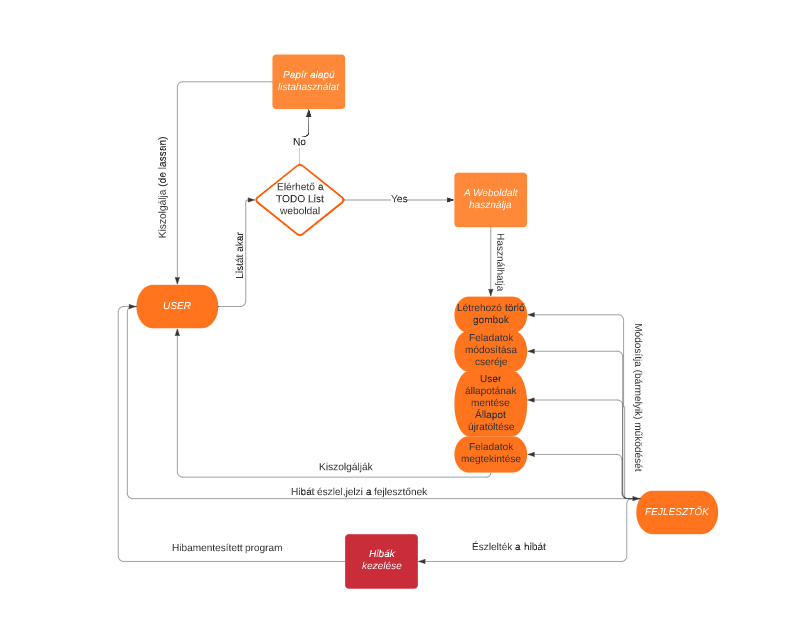 Papír alapú
listahasználat
Kiszolgálja (de lassan)
No
Elérhető a
TODO List
weboldal
Yes
A Weboldalt
használja
Listát akar
Használhatja
USER
Létrehozó törlő
gombok
Feladatok
módosítása
cseréje
User
állapotának
mentése
Állapot
újratöltése
Feladatok
megtekintése
Módosítja (bármelyik) működését
Kiszolgálják
Hibát észlel,jelzi a fejlesztőnek
FEJLESZTŐK
Hibamentesített program
Hibák
kezelése
Észlelték a hibát